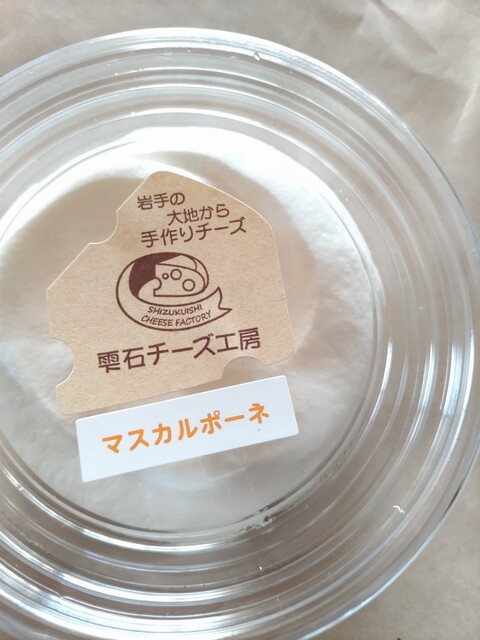 岩手の
大地から
手作りチーズ
SHIZUKUISHI
CHEESE FACTORY
雫石チーズ工房
マスカルポーネ